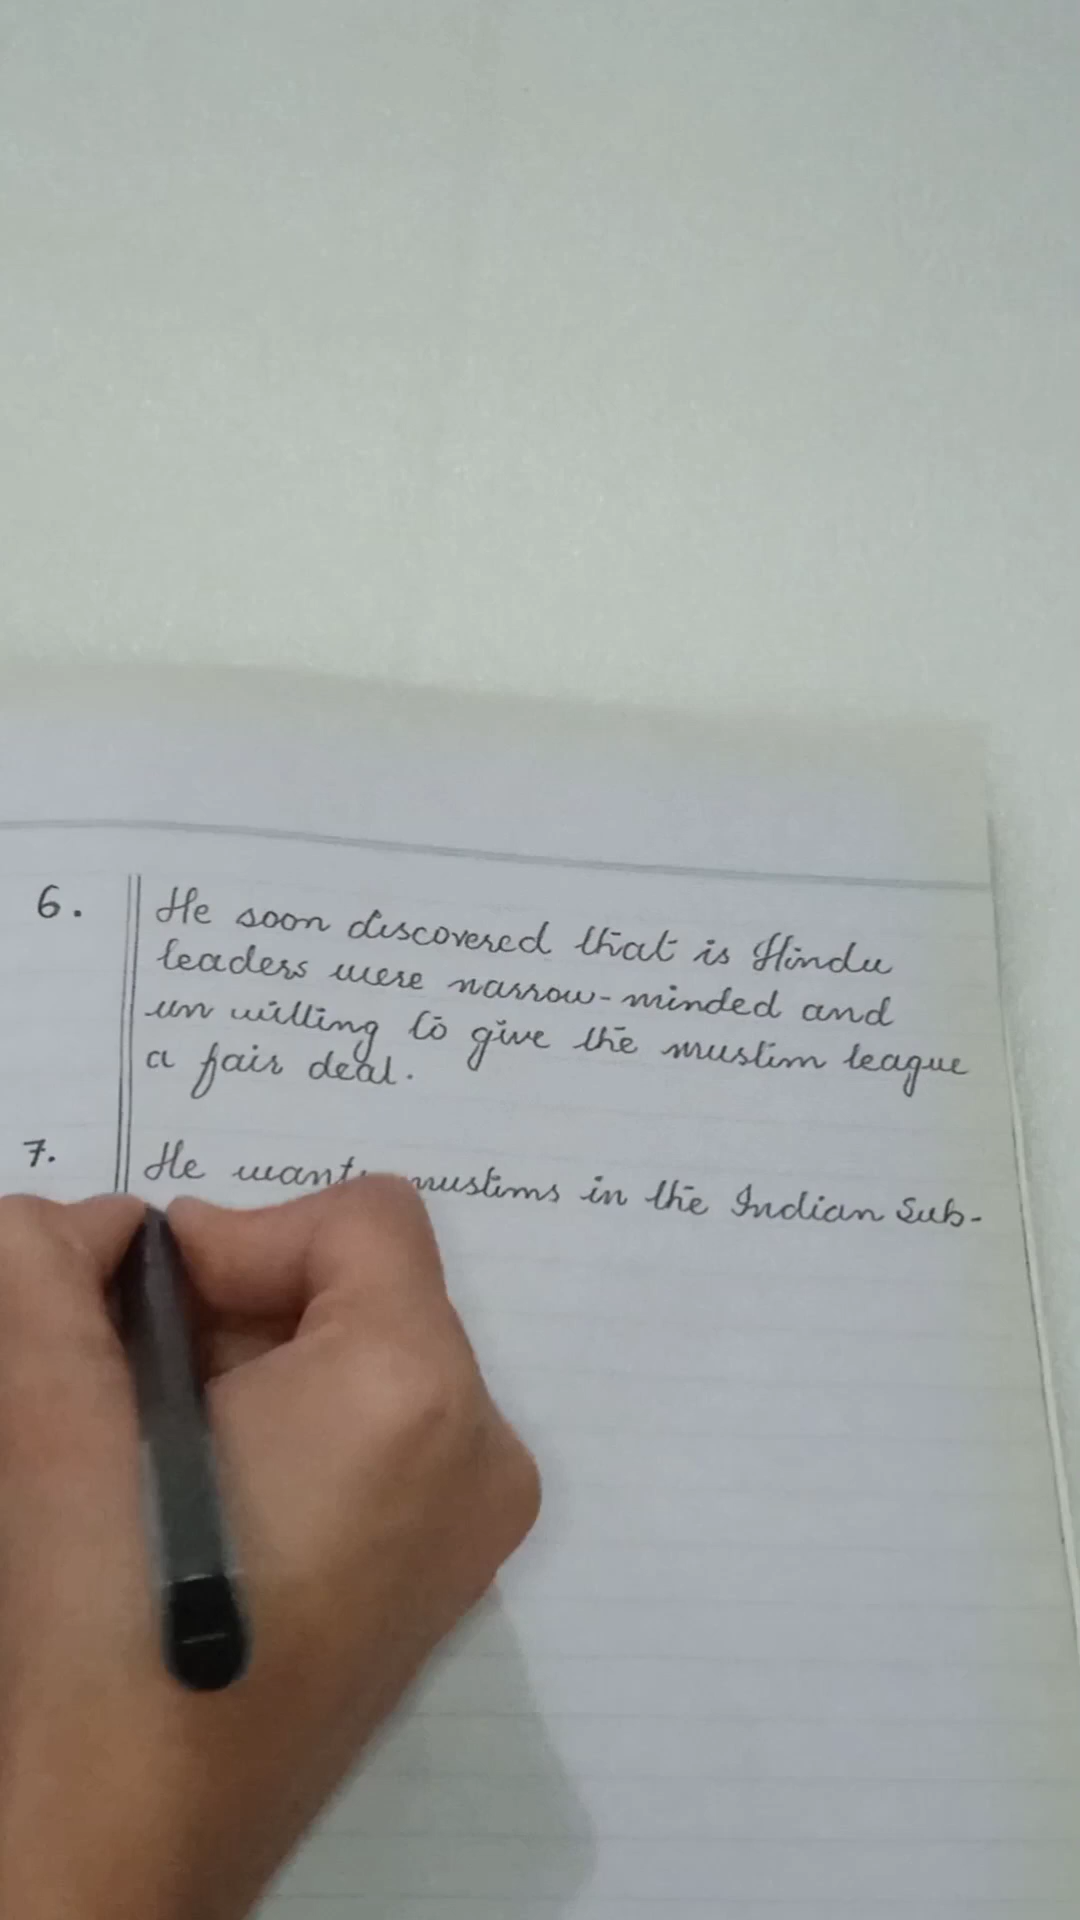 6. He soon discovered that is Hindu
leaders were narrow-minded and
un willing to give the muslim league
a fair deal.
7. He muslims in the Indian Sub-